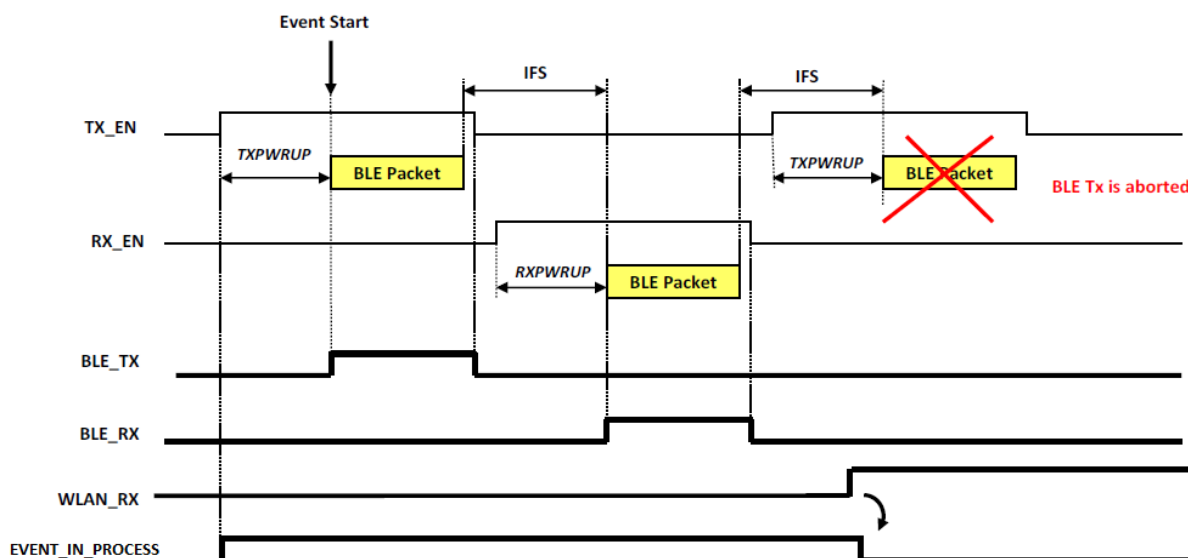 Event Start
IFS
IFS
TX_EN
TXPWRUP
BLE Packet
TXPWRUP
BLE Packet
BLE Tx is aborted
RX_EN
RXPWRUP
BLE Packet
BLE_TX
BLE_RX
WLAN_RX
EVENT_IN_PROCESS